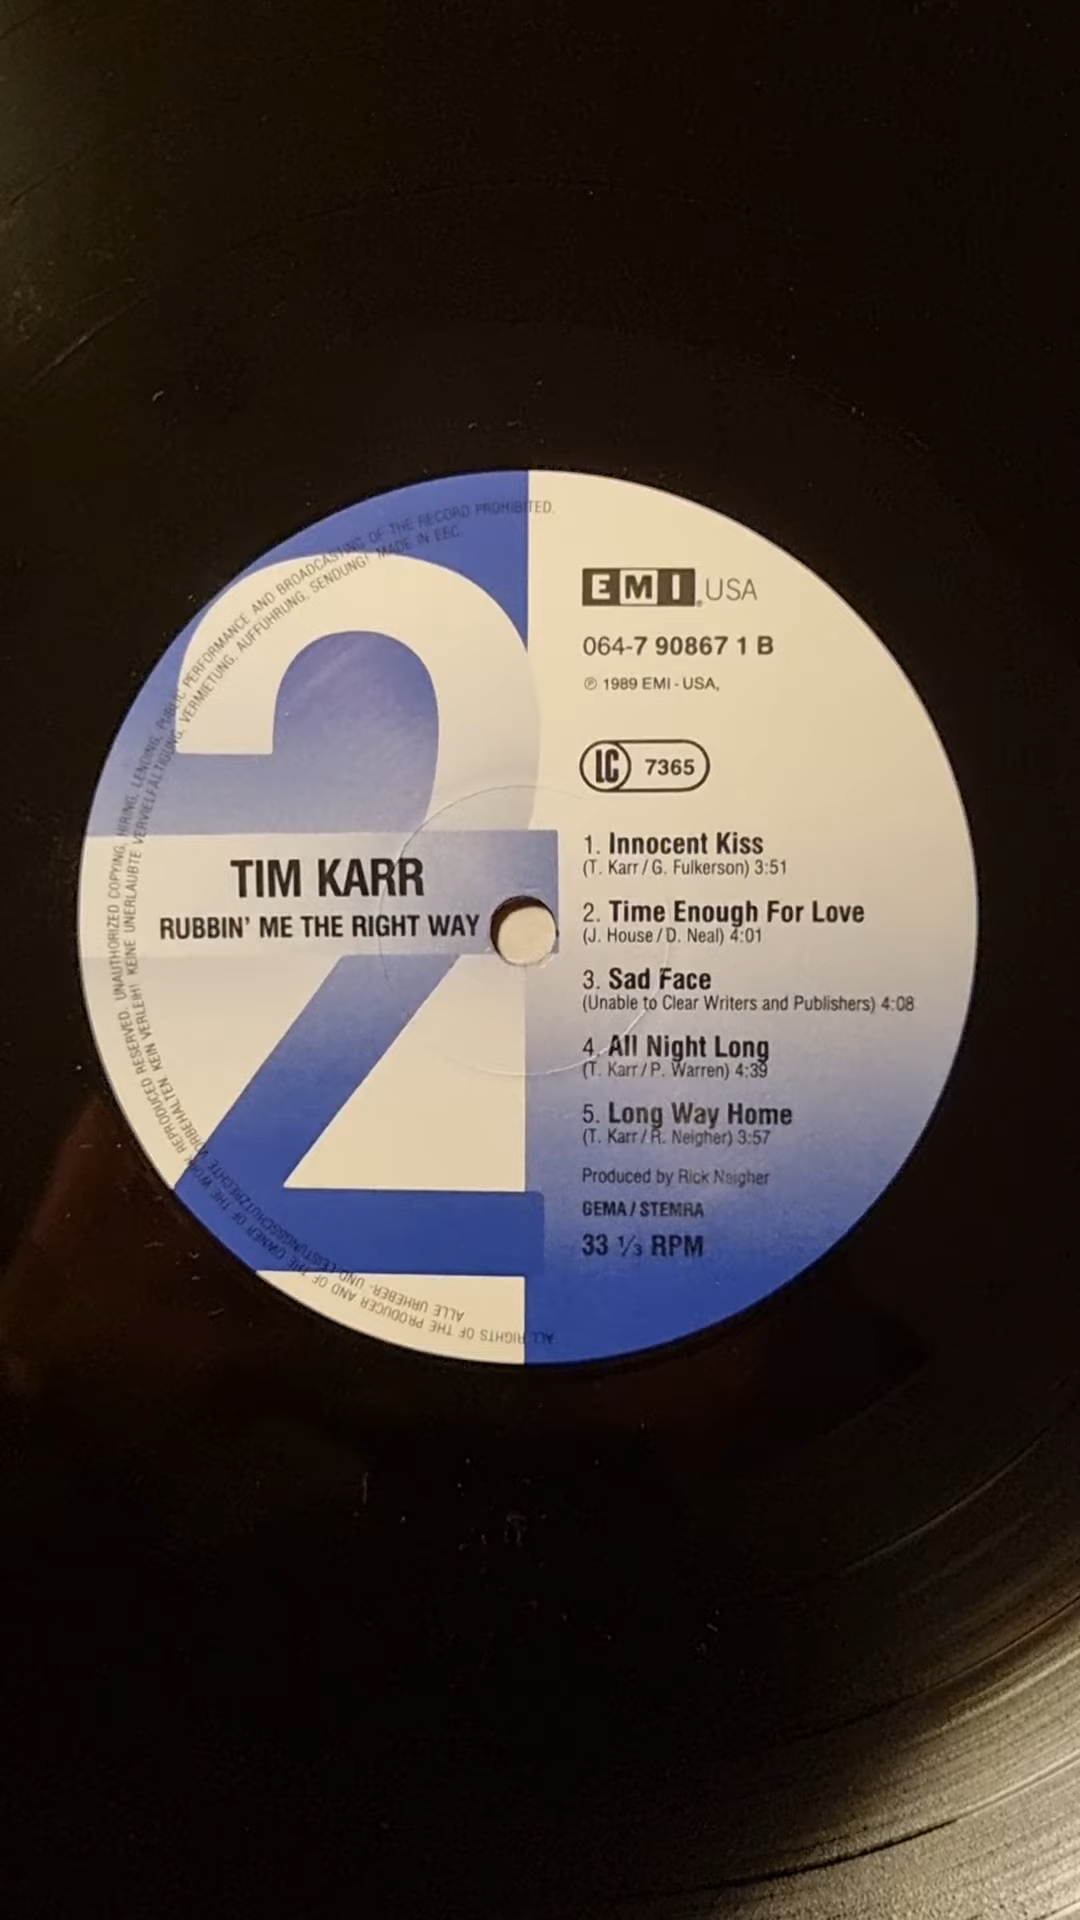 2
EMI USA
064-7 90867 1 B
℗ 1989 EMI - USA,
LC 7365
TIM KARR
RUBBIN' ME THE RIGHT WAY
1. Innocent Kiss
(T. Karr / G. Fulkerson) 3:51
2. Time Enough For Love
(J. House / D. Neal) 4:01
3. Sad Face
(Unable to Clear Writers and Publishers) 4:08
4. All Night Long
(T. Karr / P. Warren) 4:39
5. Long Way Home
(T. Karr / R. Neigher) 3:57
Produced by Rick Neigher
GEMA / STEMRA
33 ⅓ RPM
ALL RIGHTS OF THE PRODUCER AND OF THE OWNER OF THE WORK REPRODUCED RESERVED. UNAUTHORIZED COPYING, HIRING, LENDING, PUBLIC PERFORMANCE AND BROADCASTING OF THE RECORD PROHIBITED.
ALLE URHEBER- UND LEISTUNGSSCHUTZRECHTE VORBEHALTEN KEIN VERLEIH! KEINE UNERLAUBTE VERVIELFÄLTIGUNG, VERMIETUNG, AUFFÜHRUNG, SENDUNG! MADE IN EEC